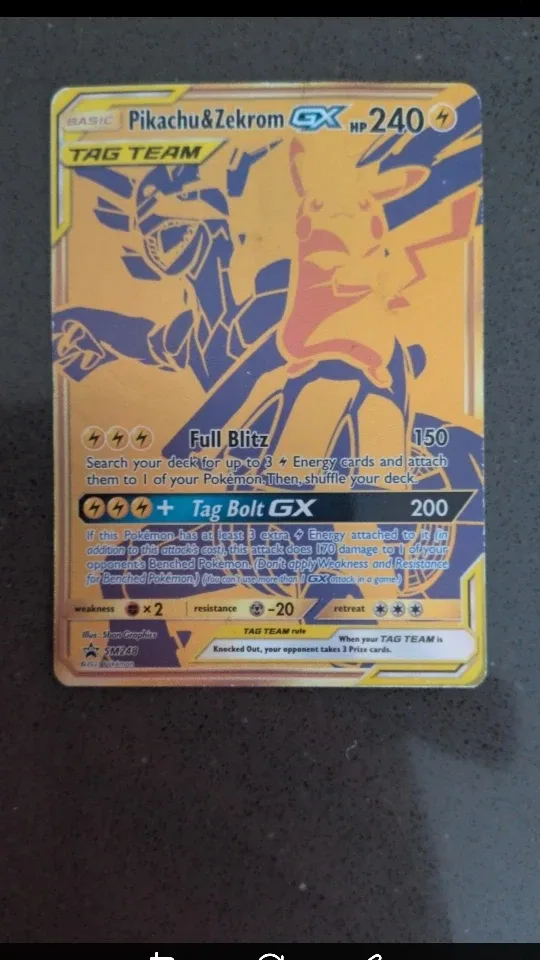 BASIC Pikachu&Zekrom GX HP 240
TAG TEAM
Full Blitz 150
Search your deck for up to 3 Energy cards and attach
them to 1 of your Pokémon. Then, shuffle your deck.
+ Tag Bolt GX 200
If this Pokémon has at least 3 extra Energy attached to it (in
addition to this attack's cost), this attack does 170 damage to 1 of your
opponent's Benched Pokémon. (Don't apply Weakness and Resistance
for Benched Pokémon.) (You can't use more than 1 GX attack in a game.)
weakness ×2 resistance -20 retreat
Illus. 5ban Graphics
SM248
TAG TEAM rule
When your TAG TEAM is
Knocked Out, your opponent takes 3 Prize cards.